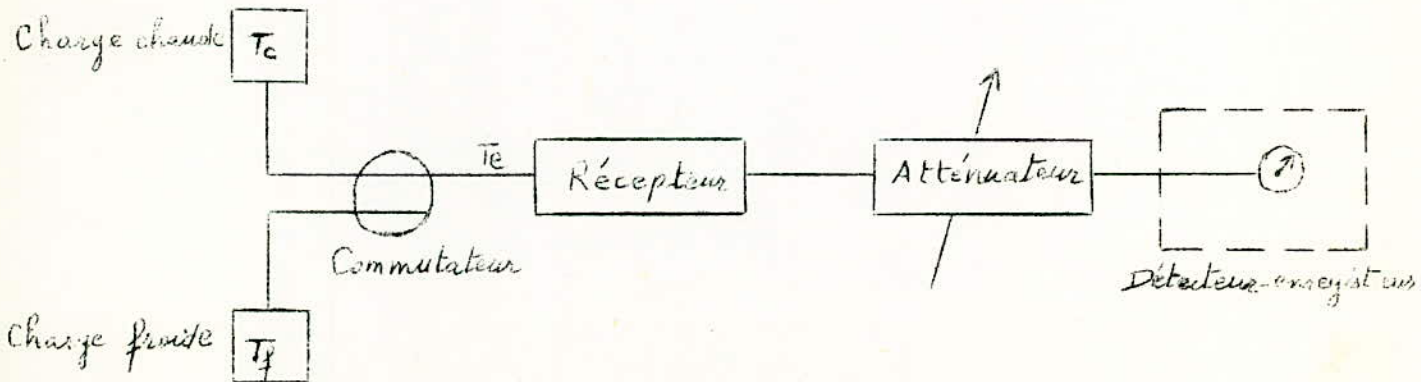 Charge chaude
Tc
Te
Récepteur
Atténuateur
Commutateur
Détecteur-enregistreur
Charge froide
Tf